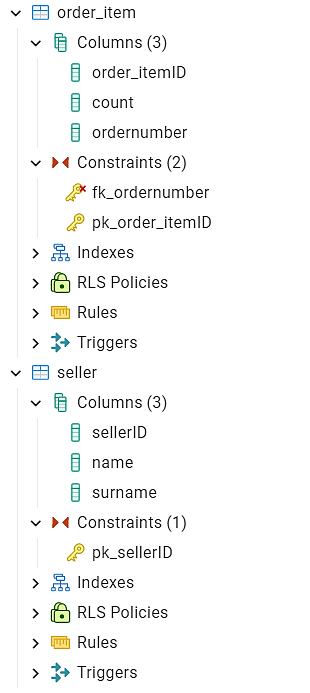 order_item
Columns (3)
order_itemID
count
ordernumber
Constraints (2)
fk_ordernumber
pk_order_itemID
Indexes
RLS Policies
Rules
Triggers
seller
Columns (3)
sellerID
name
surname
Constraints (1)
pk_sellerID
Indexes
RLS Policies
Rules
Triggers